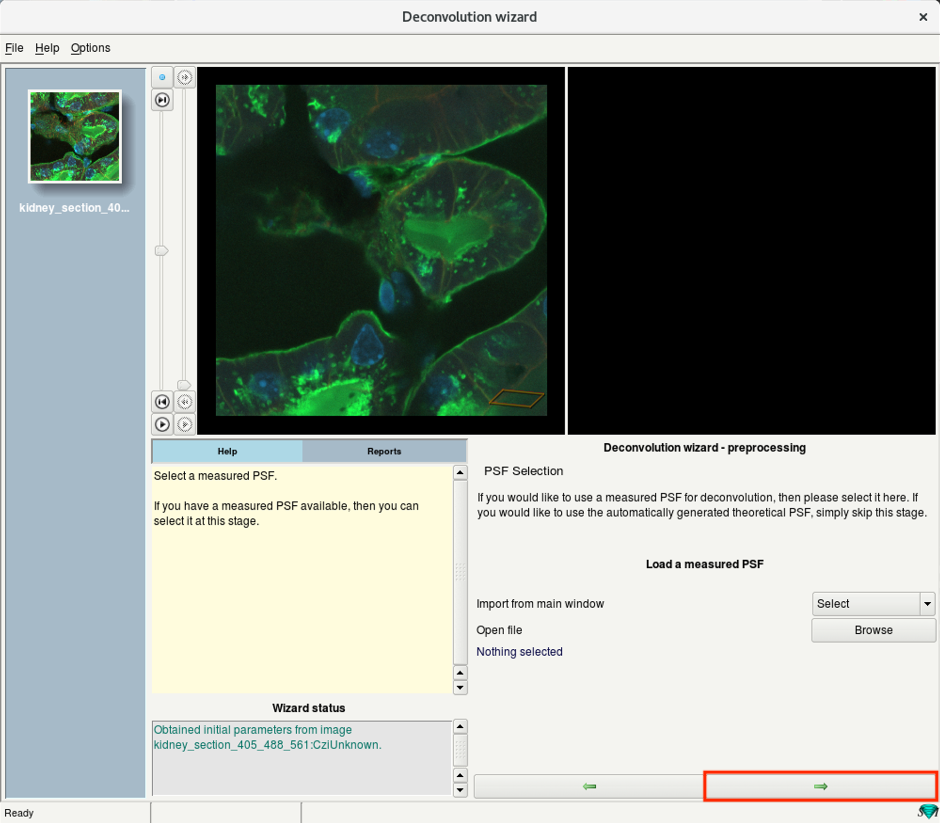 Deconvolution wizard
File Help Options
kidney_section_40...
Help
Reports
Select a measured PSF.
If you have a measured PSF available, then you can
select it at this stage.
Wizard status
Obtained initial parameters from image
kidney_section_405_488_561:CziUnknown.
Deconvolution wizard - preprocessing
PSF Selection
If you would like to use a measured PSF for deconvolution, then please select it here. If
you would like to use the automatically generated theoretical PSF, simply skip this stage.
Load a measured PSF
Import from main window
Select
Open file
Browse
Nothing selected
Ready